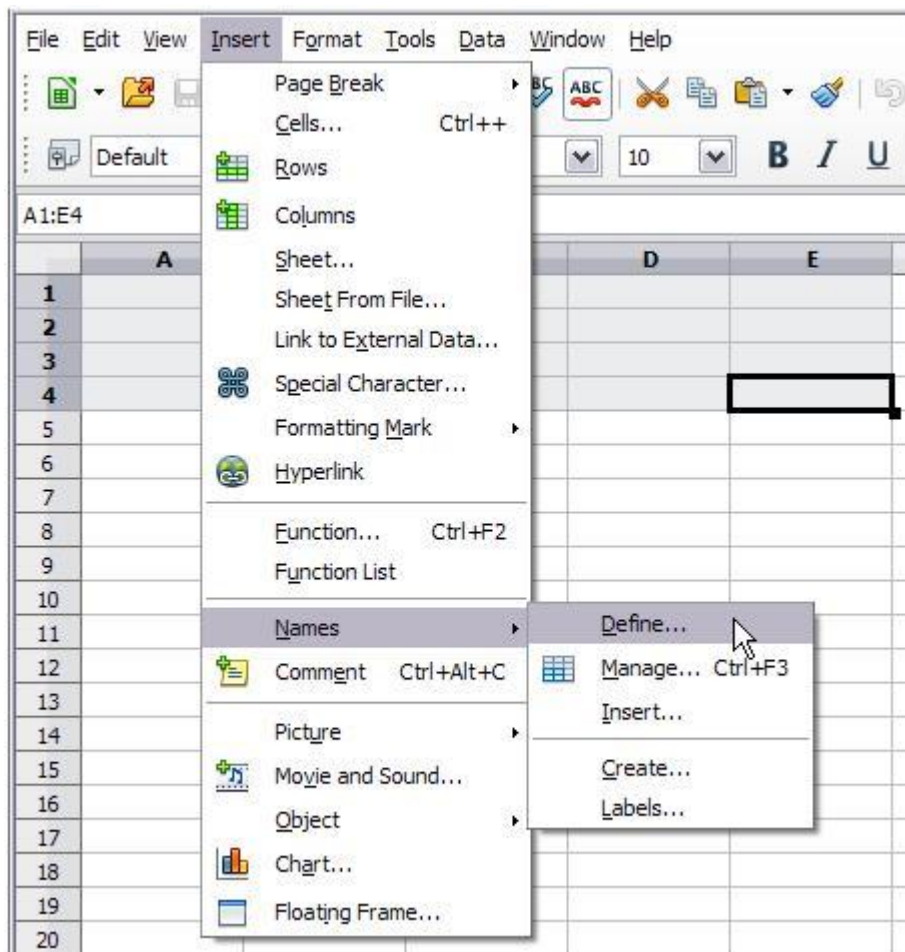 File Edit View Insert Format Tools Data Window Help
Page Break
ABC
Cells... Ctrl++
Default
Rows
10 B I U
A1:E4
Columns
A D E
Sheet...
1
Sheet From File...
2
Link to External Data...
3
Special Character...
4
Formatting Mark
5
Hyperlink
6
7
Function... Ctrl+F2
8
Function List
9
10
Names
Define...
11
Comment Ctrl+Alt+C
Manage... Ctrl+F3
12
Insert...
13
Picture
14
Movie and Sound...
Create...
15
Object
Labels...
16
17
Chart...
18
Floating Frame...
19
20